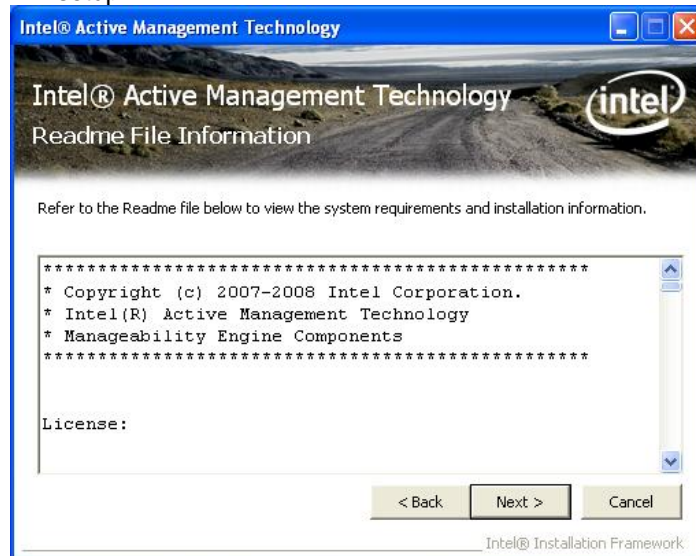 Intel® Active Management Technology
Intel® Active Management Technology
Readme File Information
intel
Refer to the Readme file below to view the system requirements and installation information.
***************************************************
* Copyright (c) 2007-2008 Intel Corporation.
* Intel(R) Active Management Technology
* Manageability Engine Components
***************************************************
License:
< Back Next > Cancel
Intel® Installation Framework